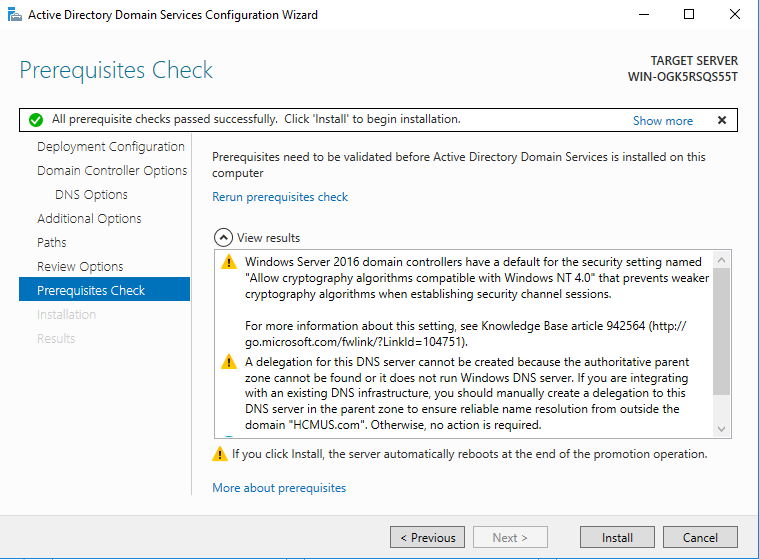 Active Directory Domain Services Configuration Wizard
Prerequisites Check
TARGET SERVER
WIN-OGK5RSQS55T
All prerequisite checks passed successfully. Click 'Install' to begin installation.
Show more
Deployment Configuration
Domain Controller Options
DNS Options
Additional Options
Paths
Review Options
Prerequisites Check
Installation
Results
Prerequisites need to be validated before Active Directory Domain Services is installed on this
computer
Rerun prerequisites check
View results
Windows Server 2016 domain controllers have a default for the security setting named
"Allow cryptography algorithms compatible with Windows NT 4.0" that prevents weaker
cryptography algorithms when establishing security channel sessions.
For more information about this setting, see Knowledge Base article 942564 (http://
go.microsoft.com/fwlink/?LinkId=104751).
A delegation for this DNS server cannot be created because the authoritative parent
zone cannot be found or it does not run Windows DNS server. If you are integrating
with an existing DNS infrastructure, you should manually create a delegation to this
DNS server in the parent zone to ensure reliable name resolution from outside the
domain "HCMUS.com". Otherwise, no action is required.
If you click Install, the server automatically reboots at the end of the promotion operation.
More about prerequisites
< Previous
Next >
Install
Cancel